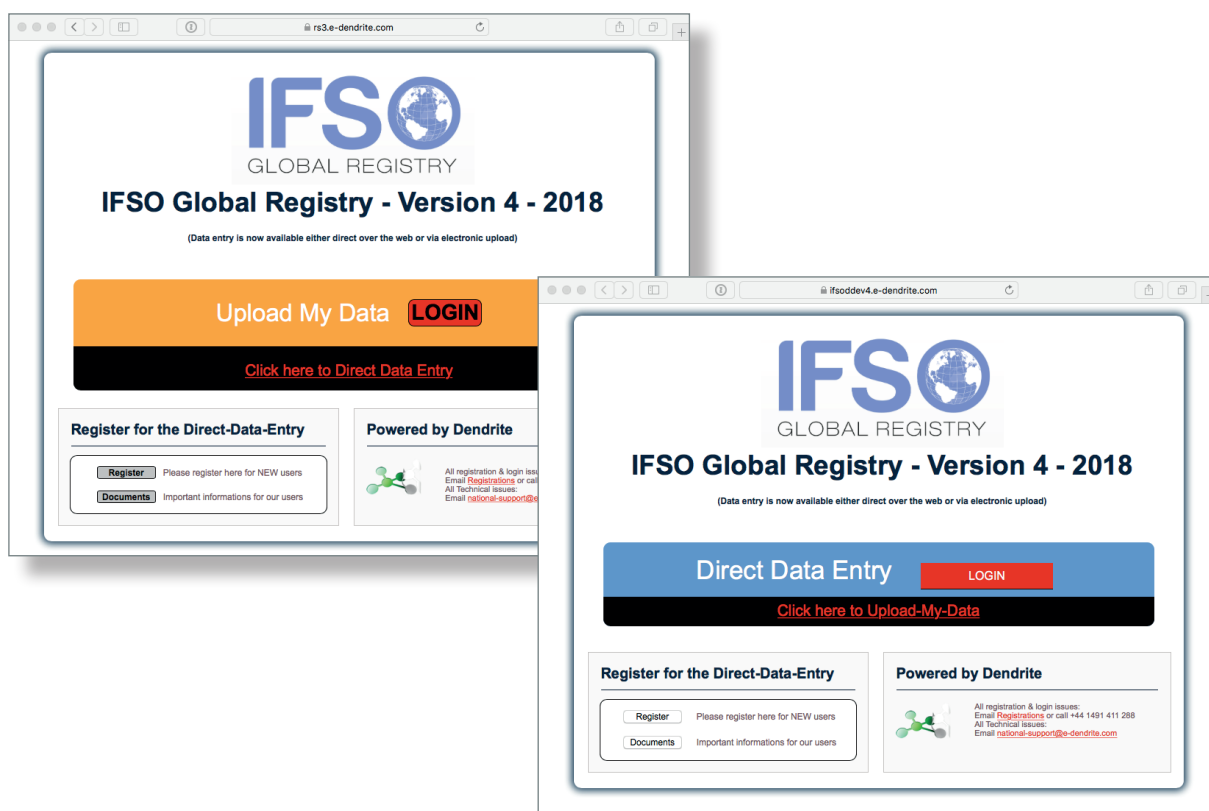 rs3.e-dendrite.com
IFSO
GLOBAL REGISTRY
IFSO Global Registry - Version 4 - 2018
(Data entry is now available either direct over the web or via electronic upload)
Upload My Data LOGIN
Click here to Direct Data Entry
Register for the Direct-Data-Entry
Register Please register here for NEW users
Documents Important informations for our users
Powered by Dendrite
All registration & login
Email Registrations or call
All Technical issues:
Email national-support@
ifsoddev4.e-dendrite.com
IFSO
GLOBAL REGISTRY
IFSO Global Registry - Version 4 - 2018
(Data entry is now available either direct over the web or via electronic upload)
Direct Data Entry LOGIN
Click here to Upload-My-Data
Register for the Direct-Data-Entry
Register Please register here for NEW users
Documents Important informations for our users
Powered by Dendrite
All registration & login issues:
Email Registrations or call +44 1491 411 288
All Technical issues:
Email national-support@e-dendrite.com